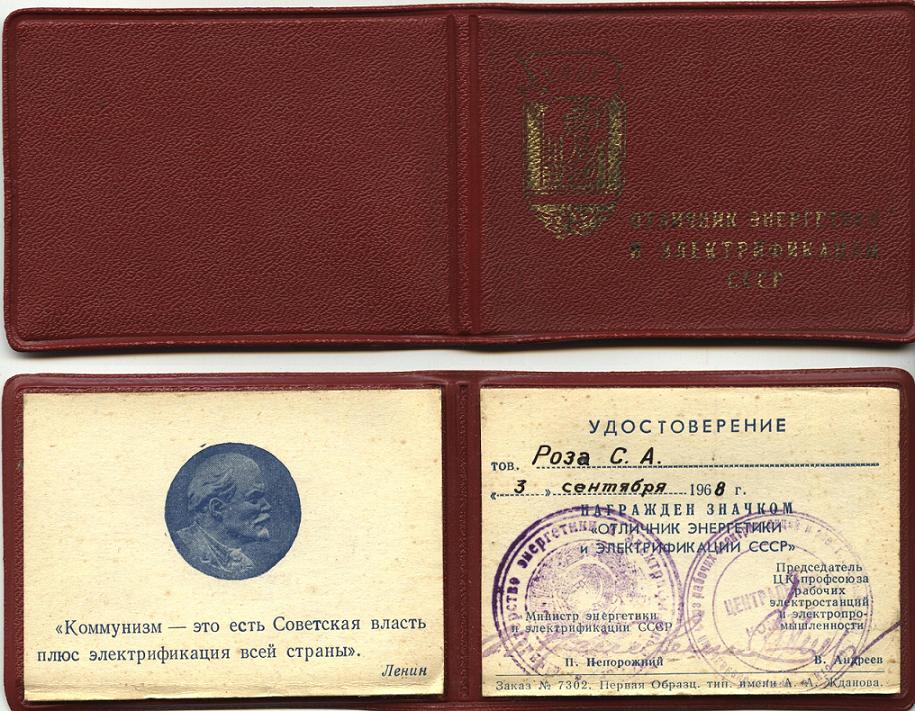 ОТЛИЧНИК ЭНЕРГЕТИКИ
И ЭЛЕКТРИФИКАЦИИ
СССР
«Коммунизм — это есть Советская власть
плюс электрификация всей страны».
Ленин
УДОСТОВЕРЕНИЕ
тов. Роза С. А.
« 3 » сентября 1968 г.
НАГРАЖДЕН ЗНАЧКОМ
«ОТЛИЧНИК ЭНЕРГЕТИКИ
и ЭЛЕКТРИФИКАЦИИ СССР»
Министр энергетики
и электрификации СССР
П. Непорожний
Председатель
ЦК профсоюза
рабочих
электростанций
и электропро-
мышленности
В. Андреев
Заказ № 7302. Первая Образц. тип. имени А. А. Жданова.